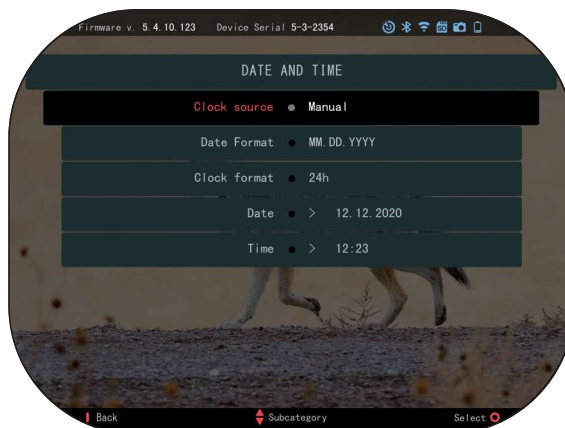 Firmware v. 5.4.10.123 Device Serial 5-3-2354
DATE AND TIME
Clock source Manual
Date Format MM.DD.YYYY
Clock format 24h
Date > 12.12.2020
Time > 12:23
Back Subcategory Select